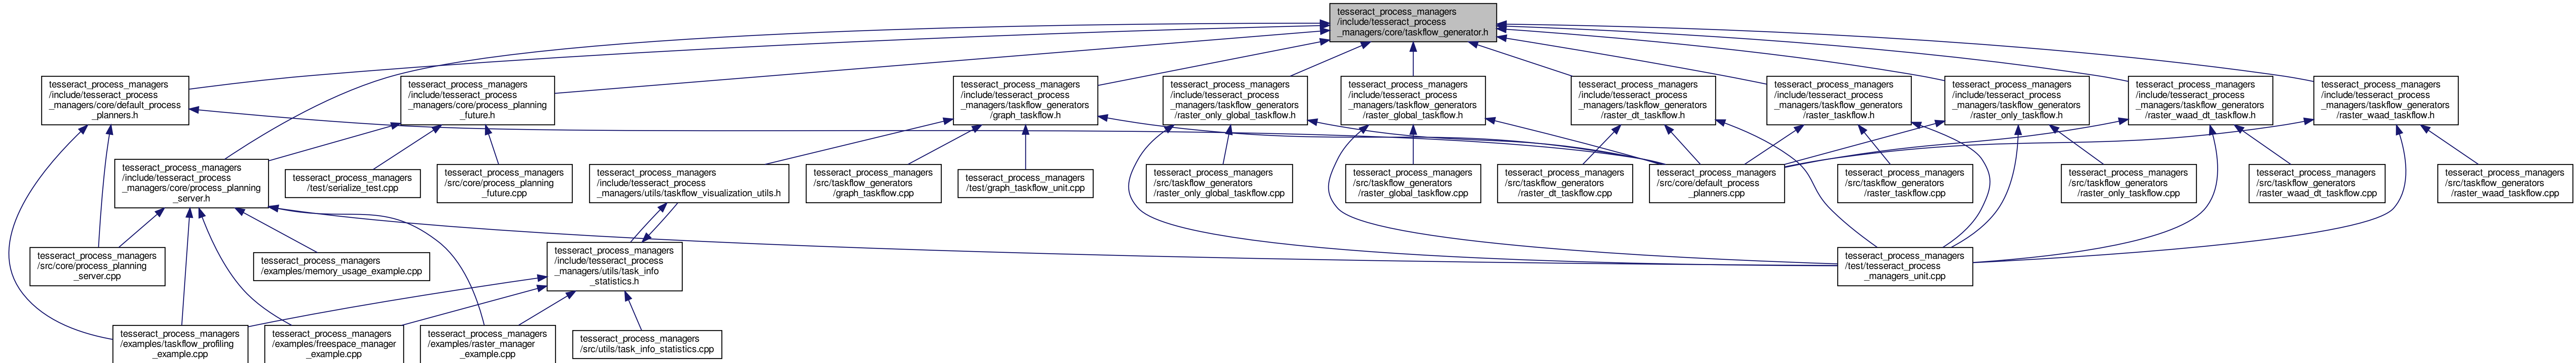 tesseract_process_managers
/include/tesseract_process
_managers/core/taskflow_generator.h
tesseract_process_managers
/include/tesseract_process
_managers/core/default_process
_planners.h
tesseract_process_managers
/include/tesseract_process
_managers/core/process_planning
_future.h
tesseract_process_managers
/include/tesseract_process
_managers/taskflow_generators
/graph_taskflow.h
tesseract_process_managers
/include/tesseract_process
_managers/taskflow_generators
/raster_only_global_taskflow.h
tesseract_process_managers
/include/tesseract_process
_managers/taskflow_generators
/raster_global_taskflow.h
tesseract_process_managers
/include/tesseract_process
_managers/taskflow_generators
/raster_dt_taskflow.h
tesseract_process_managers
/include/tesseract_process
_managers/taskflow_generators
/raster_taskflow.h
tesseract_process_managers
/include/tesseract_process
_managers/taskflow_generators
/raster_only_taskflow.h
tesseract_process_managers
/include/tesseract_process
_managers/taskflow_generators
/raster_waad_dt_taskflow.h
tesseract_process_managers
/include/tesseract_process
_managers/taskflow_generators
/raster_waad_taskflow.h
tesseract_process_managers
/include/tesseract_process
_managers/core/process_planning
_server.h
tesseract_process_managers
/test/serialize_test.cpp
tesseract_process_managers
/src/core/process_planning
_future.cpp
tesseract_process_managers
/include/tesseract_process
_managers/utils/taskflow_visualization_utils.h
tesseract_process_managers
/src/taskflow_generators
/graph_taskflow.cpp
tesseract_process_managers
/test/graph_taskflow_unit.cpp
tesseract_process_managers
/src/taskflow_generators
/raster_only_global_taskflow.cpp
tesseract_process_managers
/src/taskflow_generators
/raster_global_taskflow.cpp
tesseract_process_managers
/src/taskflow_generators
/raster_dt_taskflow.cpp
tesseract_process_managers
/src/core/default_process
_planners.cpp
tesseract_process_managers
/src/taskflow_generators
/raster_taskflow.cpp
tesseract_process_managers
/src/taskflow_generators
/raster_only_taskflow.cpp
tesseract_process_managers
/src/taskflow_generators
/raster_waad_dt_taskflow.cpp
tesseract_process_managers
/src/taskflow_generators
/raster_waad_taskflow.cpp
tesseract_process_managers
/src/core/process_planning
_server.cpp
tesseract_process_managers
/examples/memory_usage_example.cpp
tesseract_process_managers
/include/tesseract_process
_managers/utils/task_info
_statistics.h
tesseract_process_managers
/test/tesseract_process
_managers_unit.cpp
tesseract_process_managers
/examples/taskflow_profiling
_example.cpp
tesseract_process_managers
/examples/freespace_manager
_example.cpp
tesseract_process_managers
/examples/raster_manager
_example.cpp
tesseract_process_managers
/src/utils/task_info_statistics.cpp